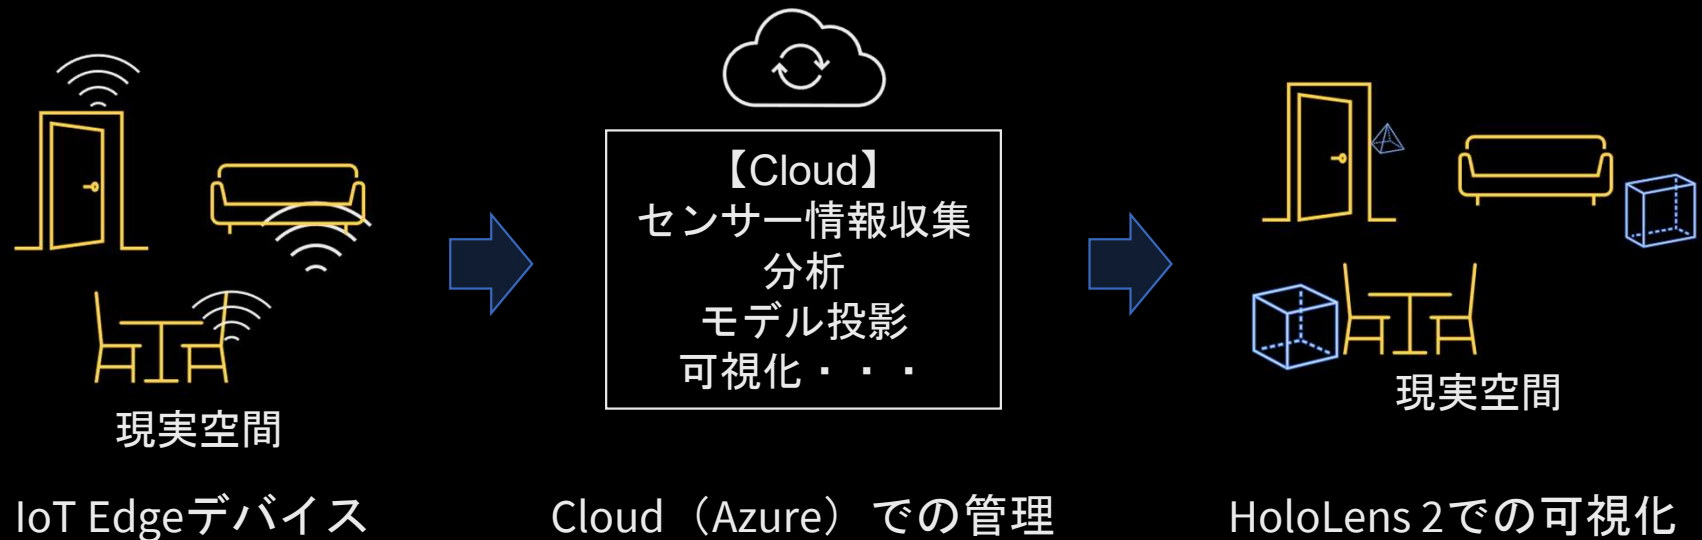 【Cloud】
センサー情報収集
分析
モデル投影
可視化・・・
現実空間
現実空間
IoT Edgeデバイス
Cloud（Azure）での管理
HoloLens 2での可視化